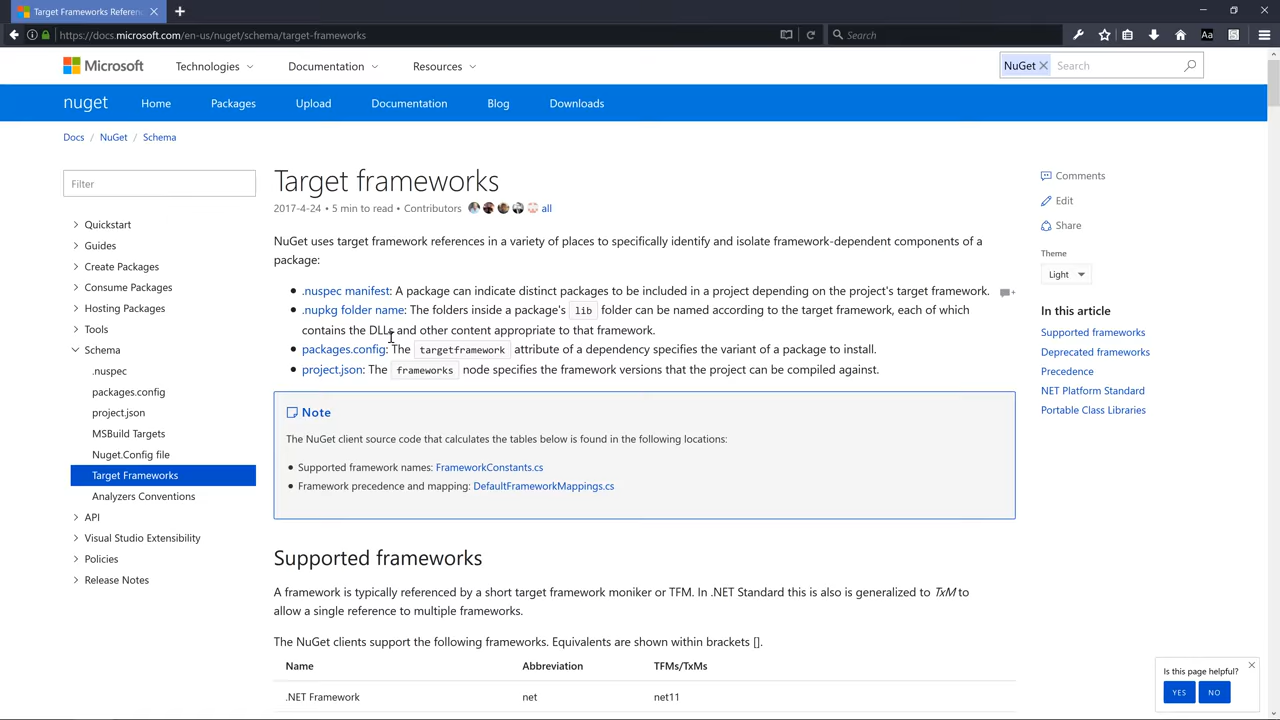 Target Frameworks Referen
https://docs.microsoft.com/en-us/nuget/schema/target-frameworks
Search
Aa
Microsoft
Technologies
Documentation
Resources
NuGet
Search
nuget
Home
Packages
Upload
Documentation
Blog
Downloads
Docs / NuGet / Schema
Filter
Quickstart
Guides
Create Packages
Consume Packages
Hosting Packages
Tools
Schema
.nuspec
packages.config
project.json
MSBuild Targets
Nuget.Config file
Target Frameworks
Analyzers Conventions
API
Visual Studio Extensibility
Policies
Release Notes
Target frameworks
2017-4-24 • 5 min to read • Contributors all
NuGet uses target framework references in a variety of places to specifically identify and isolate framework-dependent components of a
package:
• .nuspec manifest: A package can indicate distinct packages to be included in a project depending on the project's target framework.
• .nupkg folder name: The folders inside a package's lib folder can be named according to the target framework, each of which
contains the DLLs and other content appropriate to that framework.
• packages.config: The targetframework attribute of a dependency specifies the variant of a package to install.
• project.json: The frameworks node specifies the framework versions that the project can be compiled against.
Note
The NuGet client source code that calculates the tables below is found in the following locations:
• Supported framework names: FrameworkConstants.cs
• Framework precedence and mapping: DefaultFrameworkMappings.cs
Supported frameworks
A framework is typically referenced by a short target framework moniker or TFM. In .NET Standard this is also is generalized to TxM to
allow a single reference to multiple frameworks.
The NuGet clients support the following frameworks. Equivalents are shown within brackets [].
Name Abbreviation TFMs/TxMs
.NET Framework net net11
Comments
Edit
Share
Theme
Light
In this article
Supported frameworks
Deprecated frameworks
Precedence
NET Platform Standard
Portable Class Libraries
Is this page helpful?
YES
NO